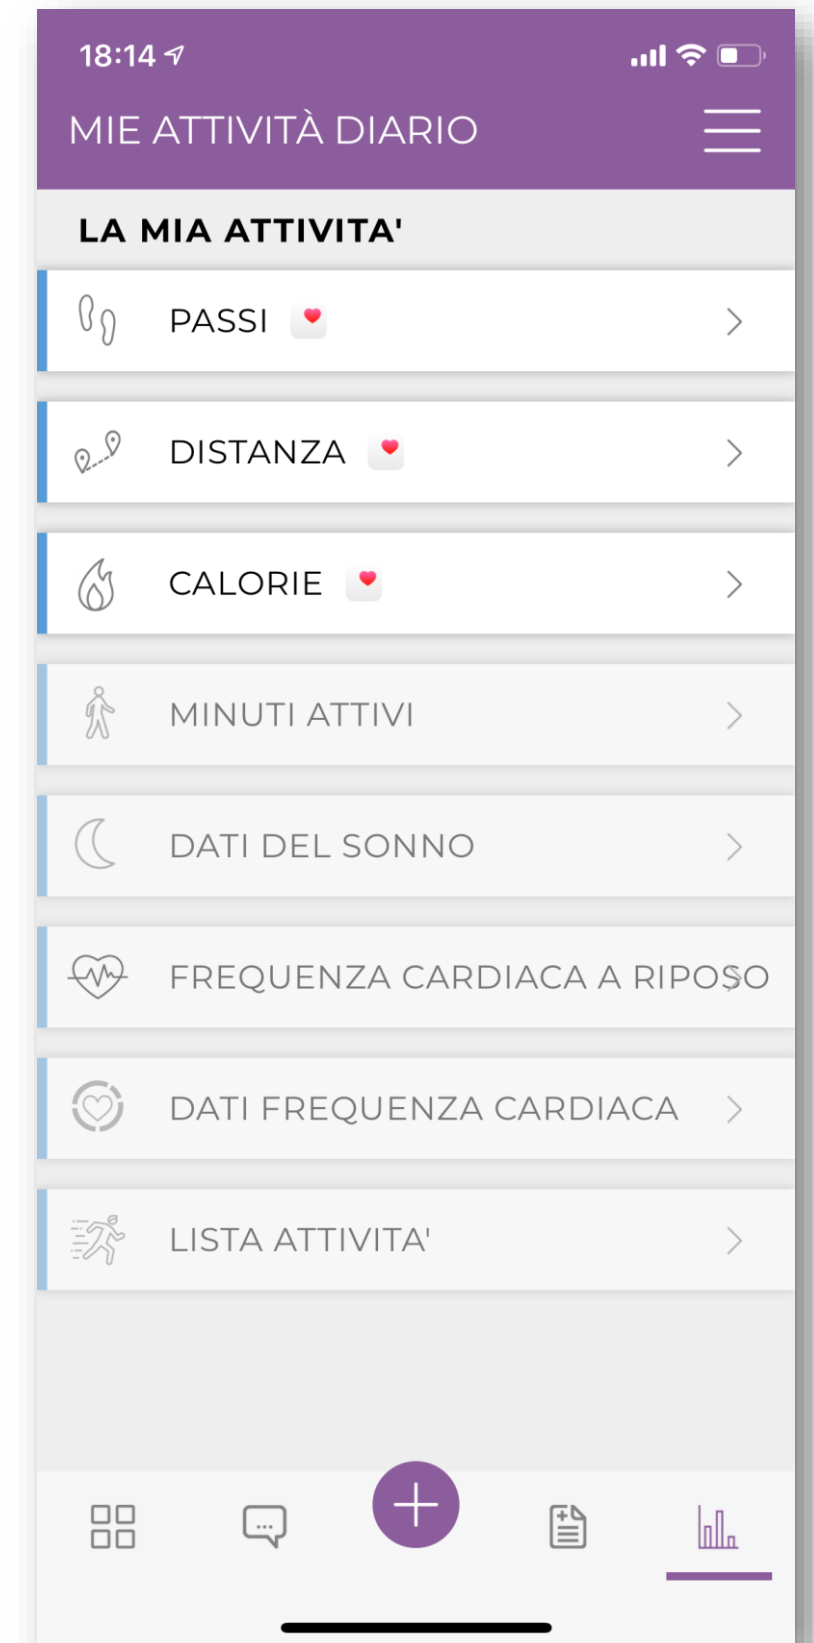 18:14
MIE ATTIVITÀ DIARIO
LA MIA ATTIVITA'
PASSI
DISTANZA
CALORIE
MINUTI ATTIVI
DATI DEL SONNO
FREQUENZA CARDIACA A RIPOSO
DATI FREQUENZA CARDIACA
LISTA ATTIVITA'